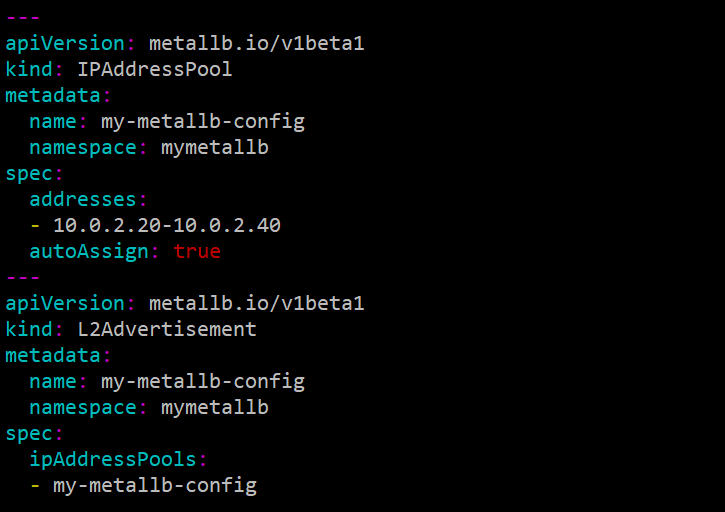 ---
apiVersion: metallb.io/v1beta1
kind: IPAddressPool
metadata:
  name: my-metallb-config
  namespace: mymetallb
spec:
  addresses:
  - 10.0.2.20-10.0.2.40
  autoAssign: true
---
apiVersion: metallb.io/v1beta1
kind: L2Advertisement
metadata:
  name: my-metallb-config
  namespace: mymetallb
spec:
  ipAddressPools:
  - my-metallb-config